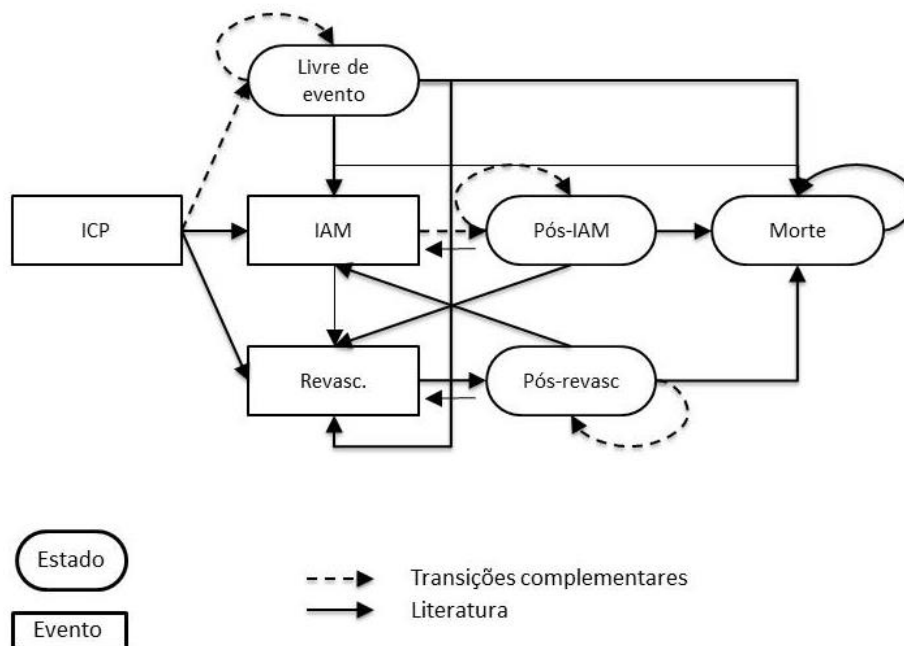 Livre de
evento
ICP
IAM
Pós-IAM
Morte
Revasc.
Pós-revasc
Estado
Transições complementares
Literatura
Evento